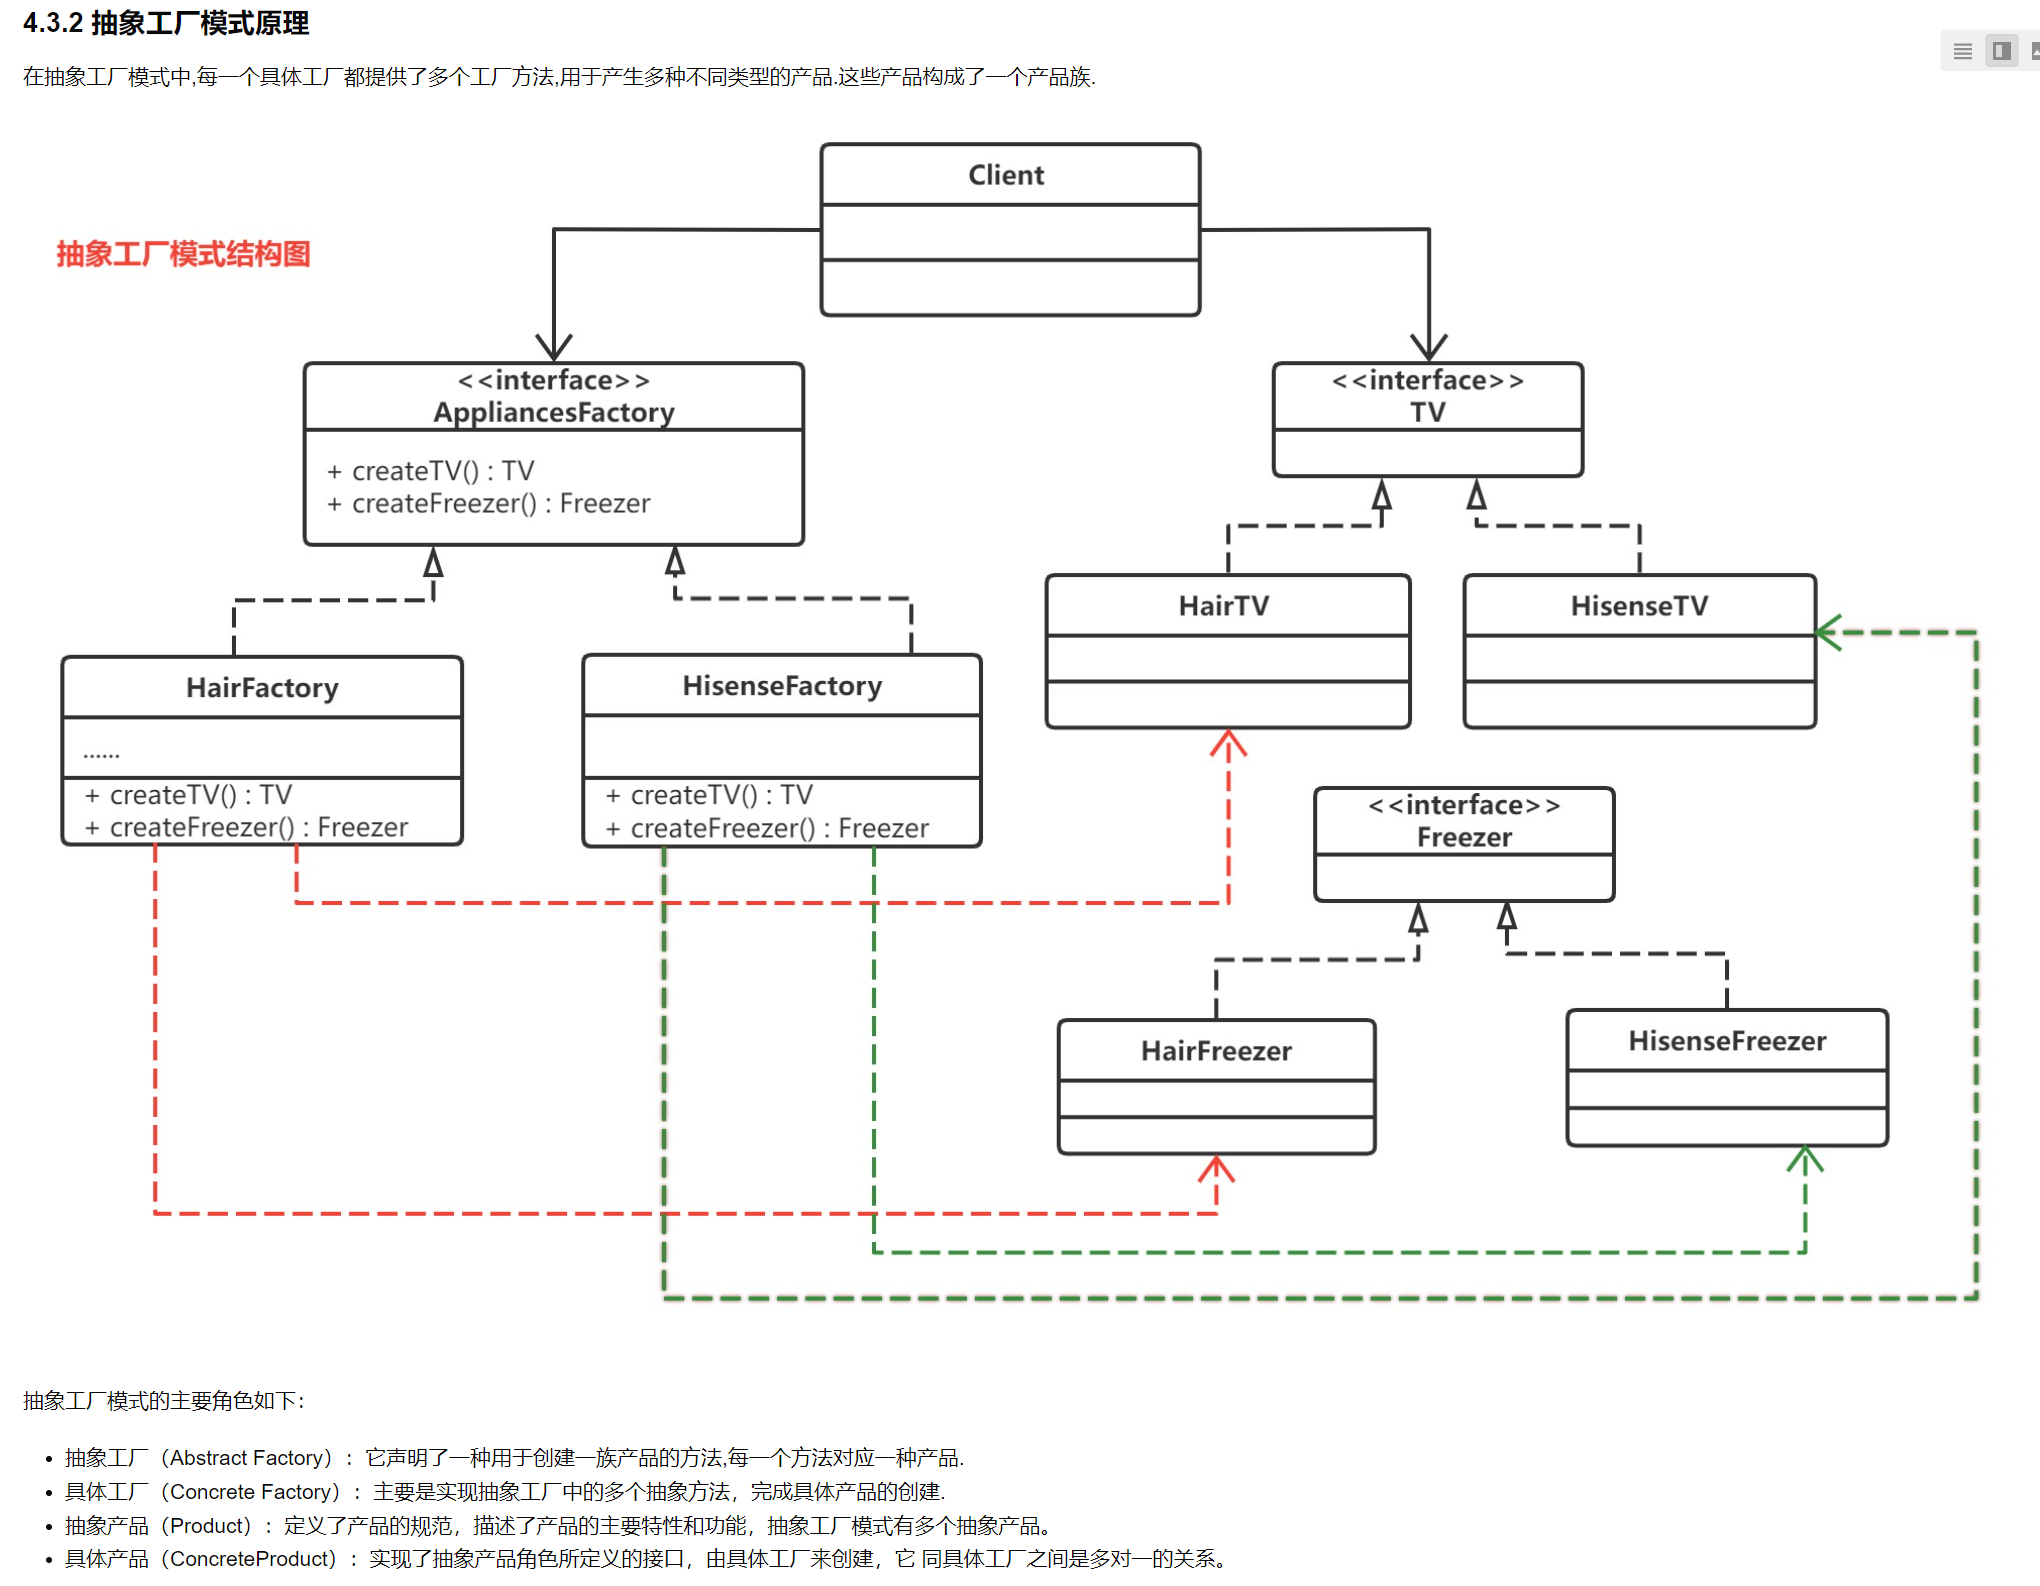 4.3.2 抽象工厂模式原理
在抽象工厂模式中,每一个具体工厂都提供了多个工厂方法,用于产生多种不同类型的产品.这些产品构成了一个产品族.
Client
抽象工厂模式结构图
<<interface>>
AppliancesFactory
+ createTV() : TV
+ createFreezer() : Freezer
<<interface>>
TV
HairTV
HisenseTV
HairFactory
......
+ createTV() : TV
+ createFreezer() : Freezer
HisenseFactory
+ createTV() : TV
+ createFreezer() : Freezer
<<interface>>
Freezer
HairFreezer
HisenseFreezer
抽象工厂模式的主要角色如下：
• 抽象工厂（Abstract Factory）：它声明了一种用于创建一族产品的方法,每一个方法对应一种产品.
• 具体工厂（Concrete Factory）：主要是实现抽象工厂中的多个抽象方法，完成具体产品的创建.
• 抽象产品（Product）：定义了产品的规范，描述了产品的主要特性和功能，抽象工厂模式有多个抽象产品。
• 具体产品（ConcreteProduct）：实现了抽象产品角色所定义的接口，由具体工厂来创建，它 同具体工厂之间是多对一的关系。